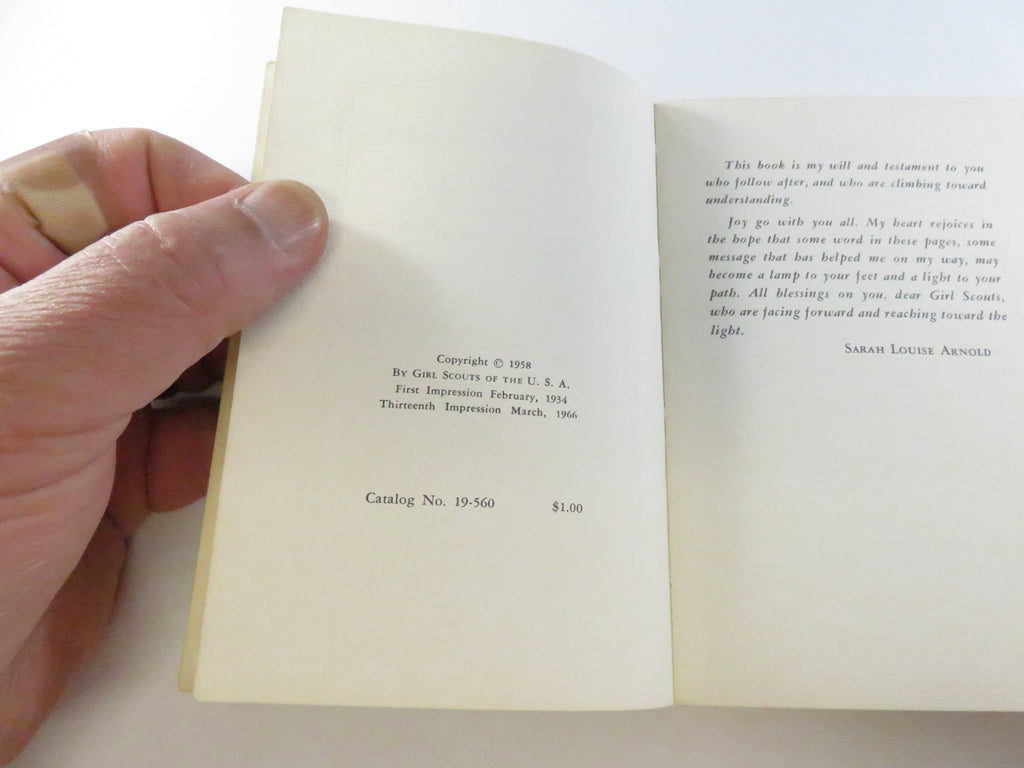 Copyright © 1958
By Girl Scouts of the U. S. A.
First Impression February, 1934
Thirteenth Impression March, 1966
Catalog No. 19-560 $1.00
This book is my will and testament to you
who follow after, and who are climbing toward
understanding.
Joy go with you all. My heart rejoices in
the hope that some word in these pages, some
message that has helped me on my way, may
become a lamp to your feet and a light to your
path. All blessings on you, dear Girl Scouts,
who are facing forward and reaching toward the
light.
Sarah Louise Arnold